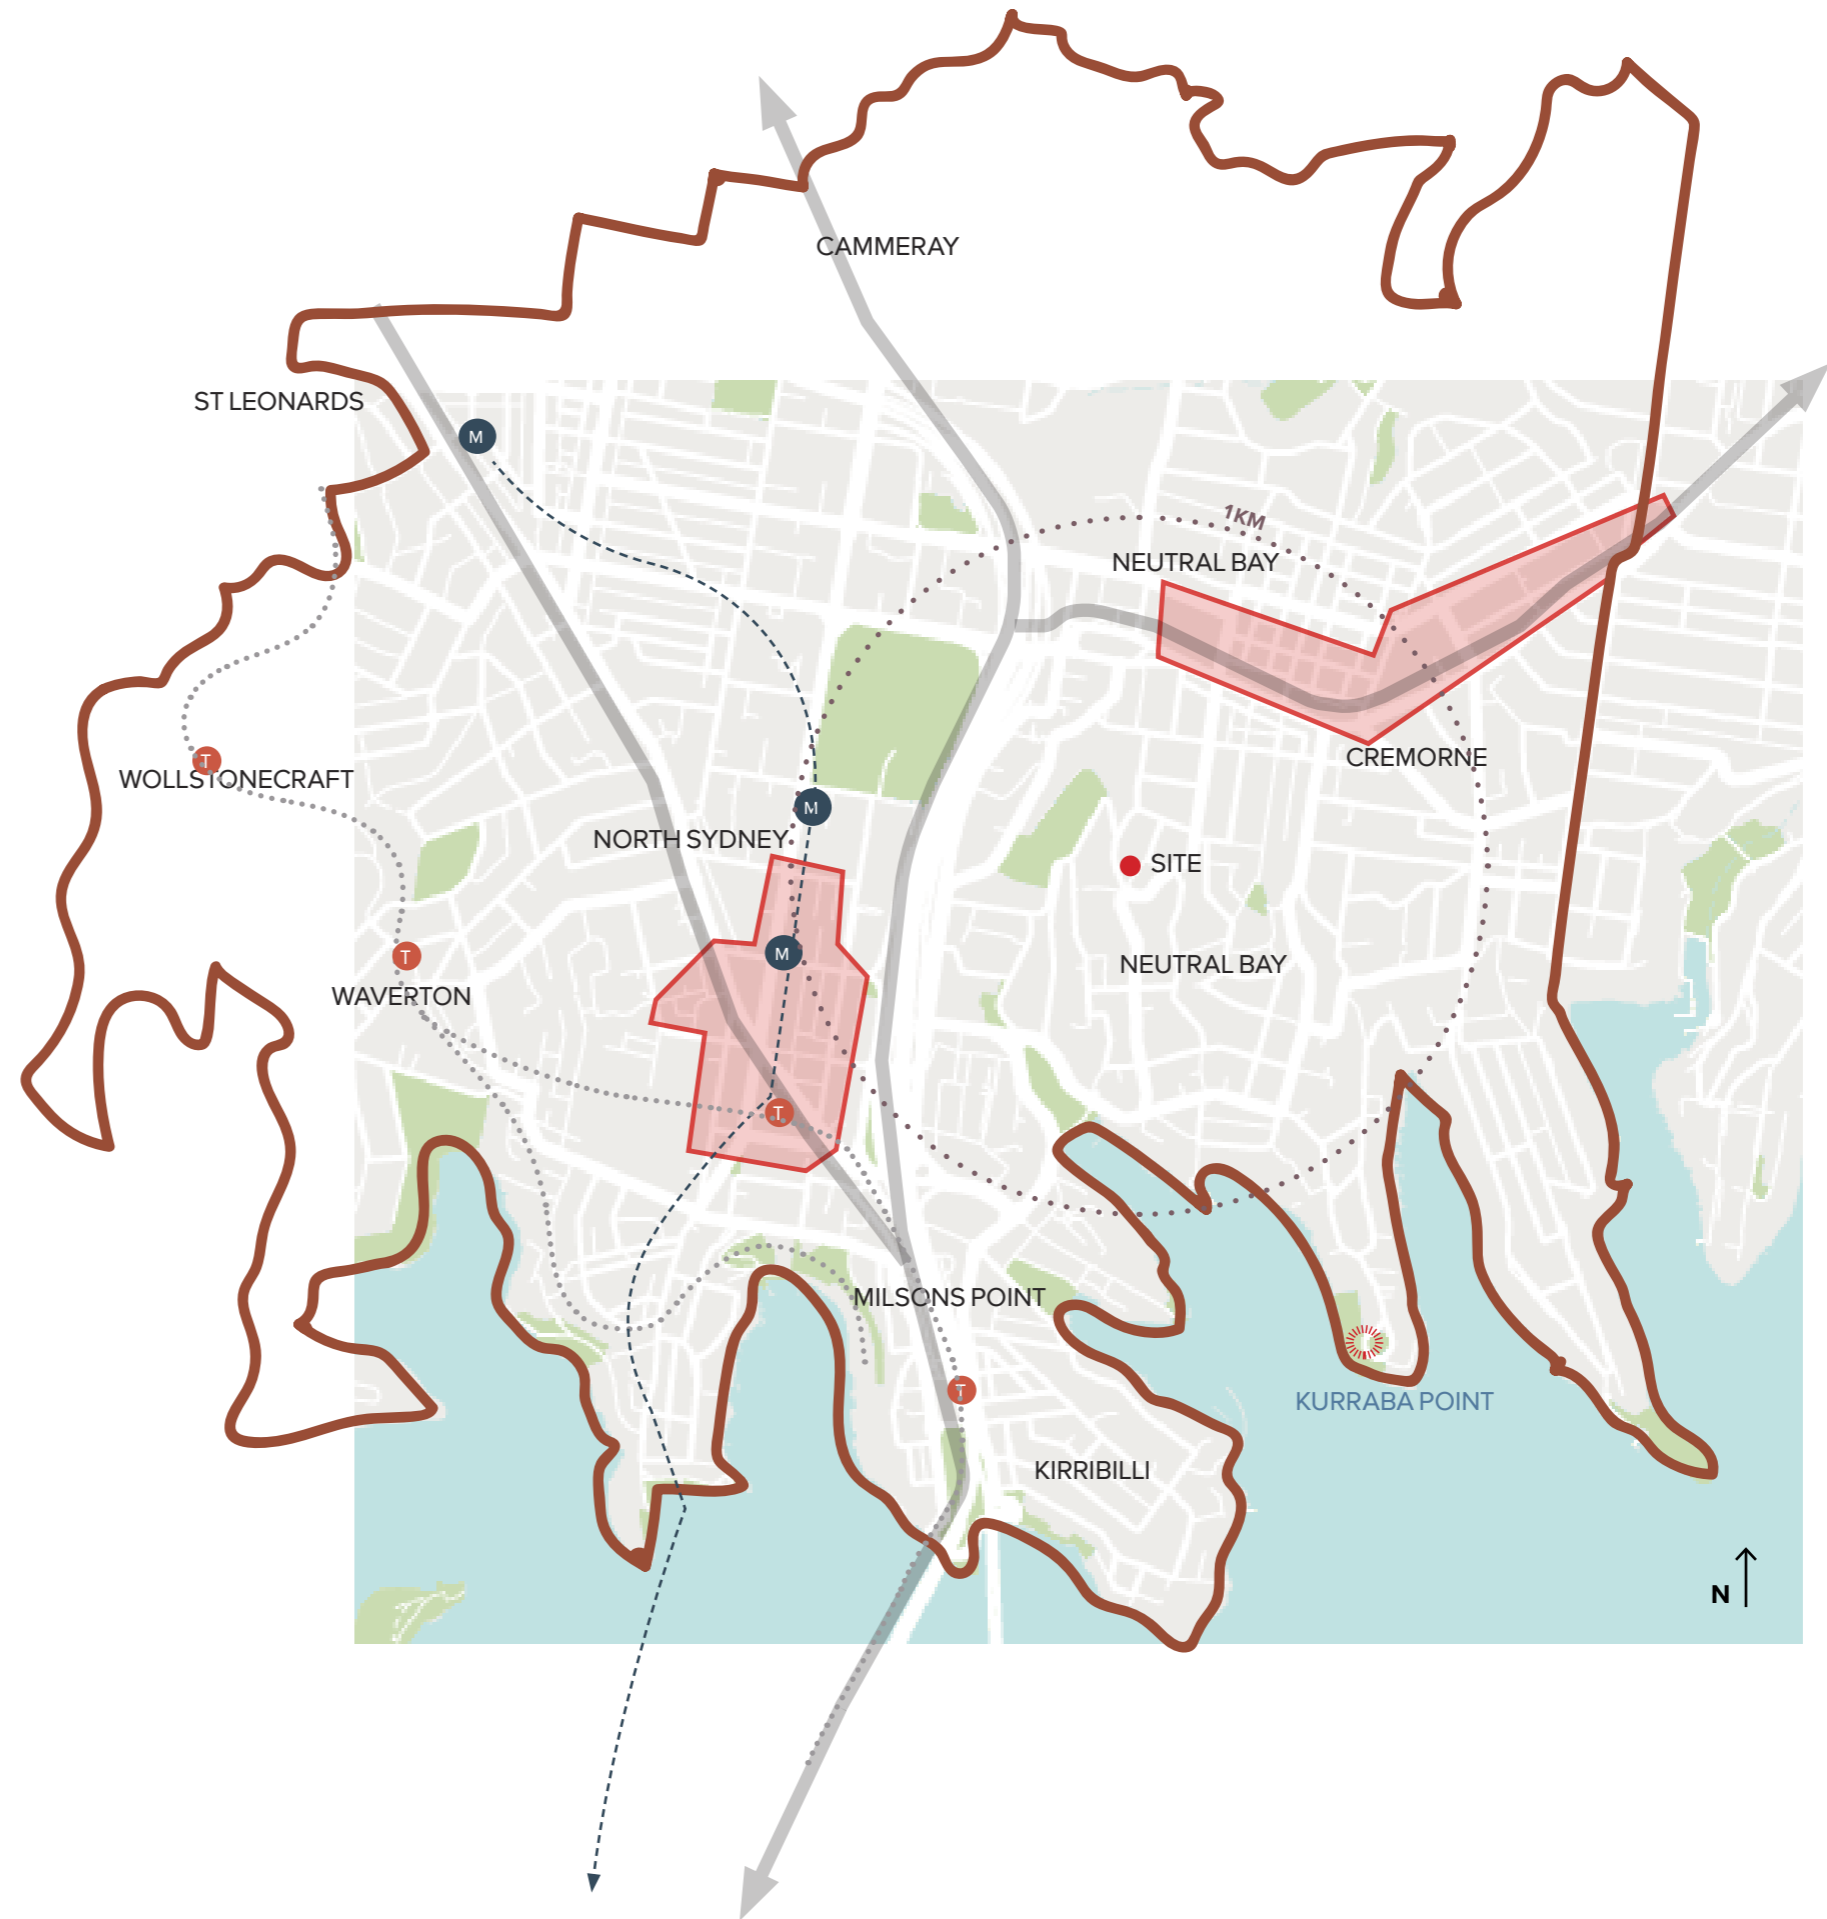 CAMMERAY
ST LEONARDS
M
1KM
NEUTRAL BAY
T
WOLLSTONECRAFT
CREMORNE
M
NORTH SYDNEY
SITE
T
M
NEUTRAL BAY
WAVERTON
T
MILSONS POINT
T
KURRABA POINT
KIRRIBILLI
N